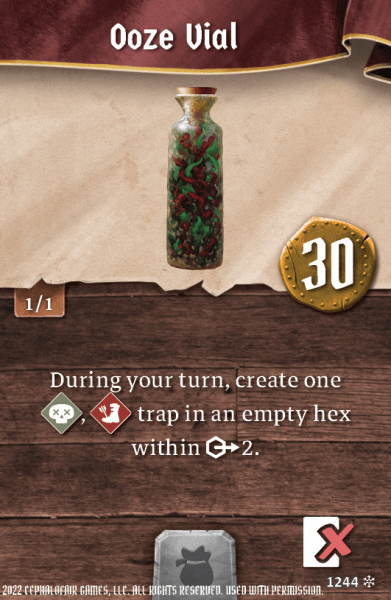 Ooze Vial
30
1/1
During your turn, create one
, trap in an empty hex
within 2.
1244
2022 CEPHALOFAIR GAMES, LLC. ALL RIGHTS RESERVED. USED WITH PERMISSION.